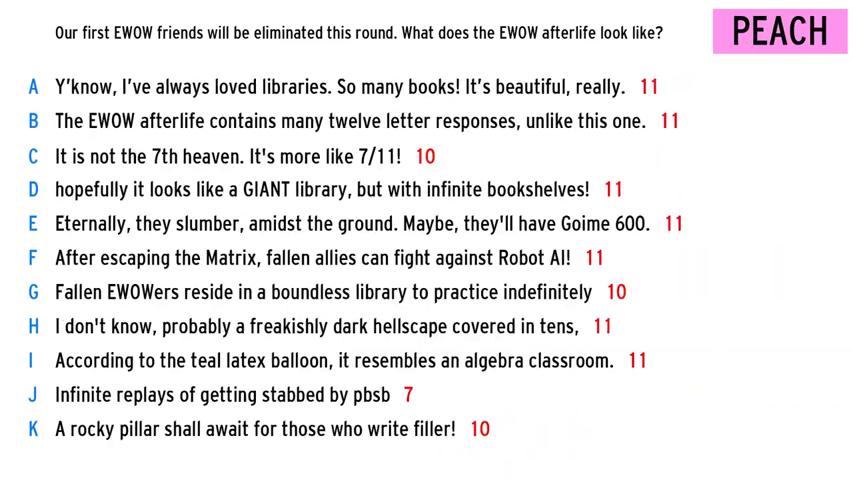 Our first EWOW friends will be eliminated this round. What does the EWOW afterlife look like?
PEACH
A Y'know, I've always loved libraries. So many books! It's beautiful, really. 11
B The EWOW afterlife contains many twelve letter responses, unlike this one. 11
C It is not the 7th heaven. It's more like 7/11! 10
D hopefully it looks like a GIANT library, but with infinite bookshelves! 11
E Eternally, they slumber, amidst the ground. Maybe, they'll have Goime 600. 11
F After escaping the Matrix, fallen allies can fight against Robot AI! 11
G Fallen EWOWers reside in a boundless library to practice indefinitely 10
H I don't know, probably a freakishly dark hellscape covered in tens, 11
I According to the teal latex balloon, it resembles an algebra classroom. 11
J Infinite replays of getting stabbed by pbsb 7
K A rocky pillar shall await for those who write filler! 10